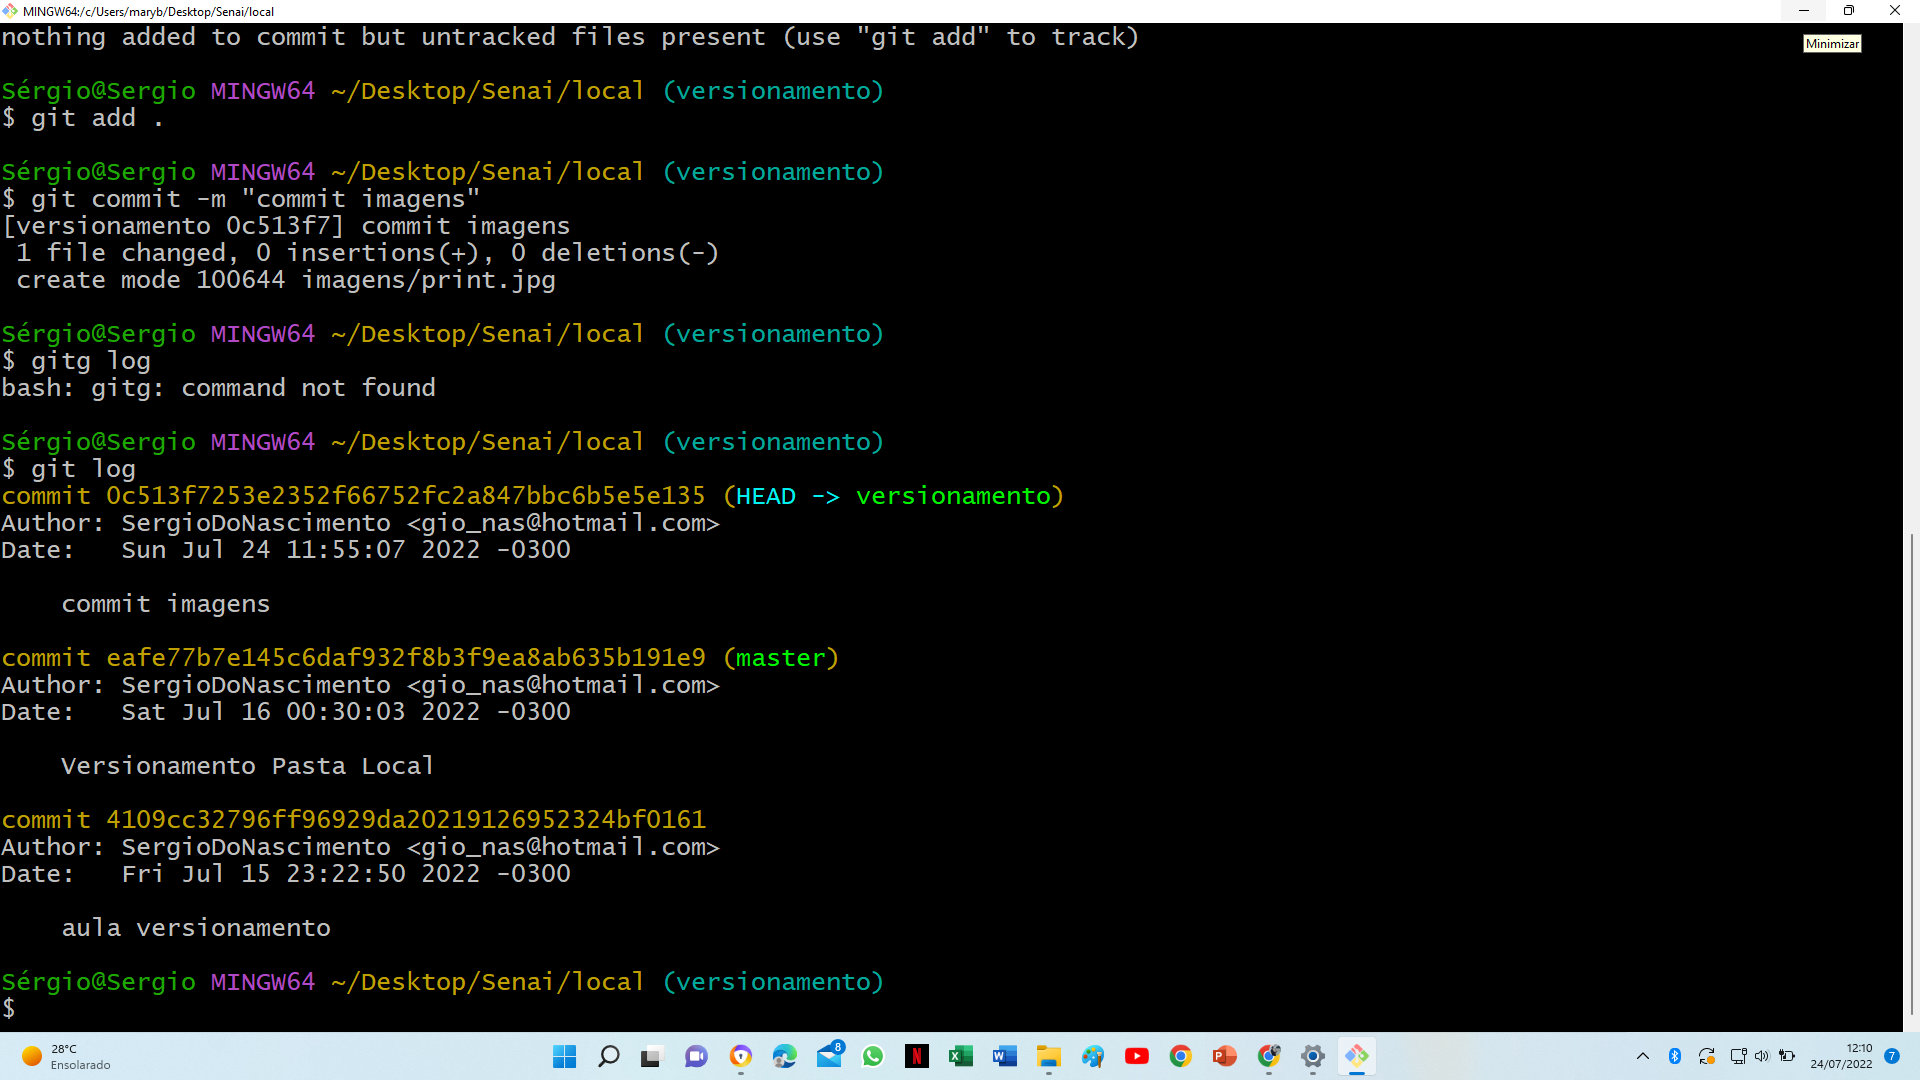 MINGW64:/c/Users/maryb/Desktop/Senai/local
nothing added to commit but untracked files present (use "git add" to track)
Minimizar
Sérgio@Sergio MINGW64 ~/Desktop/Senai/local (versionamento)
$ git add .
Sérgio@Sergio MINGW64 ~/Desktop/Senai/local (versionamento)
$ git commit -m "commit imagens"
[versionamento 0c513f7] commit imagens
1 file changed, 0 insertions(+), 0 deletions(-)
create mode 100644 imagens/print.jpg
Sérgio@Sergio MINGW64 ~/Desktop/Senai/local (versionamento)
$ gitg log
bash: gitg: command not found
Sérgio@Sergio MINGW64 ~/Desktop/Senai/local (versionamento)
$ git log
commit 0c513f7253e2352f66752fc2a847bbc6b5e5e135 (HEAD -> versionamento)
Author: SergioDoNascimento <gio_nas@hotmail.com>
Date:   Sun Jul 24 11:55:07 2022 -0300
commit imagens
commit eafe77b7e145c6daf932f8b3f9ea8ab635b191e9 (master)
Author: SergioDoNascimento <gio_nas@hotmail.com>
Date:   Sat Jul 16 00:30:03 2022 -0300
Versionamento Pasta Local
commit 4109cc32796ff96929da20219126952324bf0161
Author: SergioDoNascimento <gio_nas@hotmail.com>
Date:   Fri Jul 15 23:22:50 2022 -0300
aula versionamento
Sérgio@Sergio MINGW64 ~/Desktop/Senai/local (versionamento)
$
28°C
Ensolarado
8
N
X
W
P
12:10
24/07/2022
7